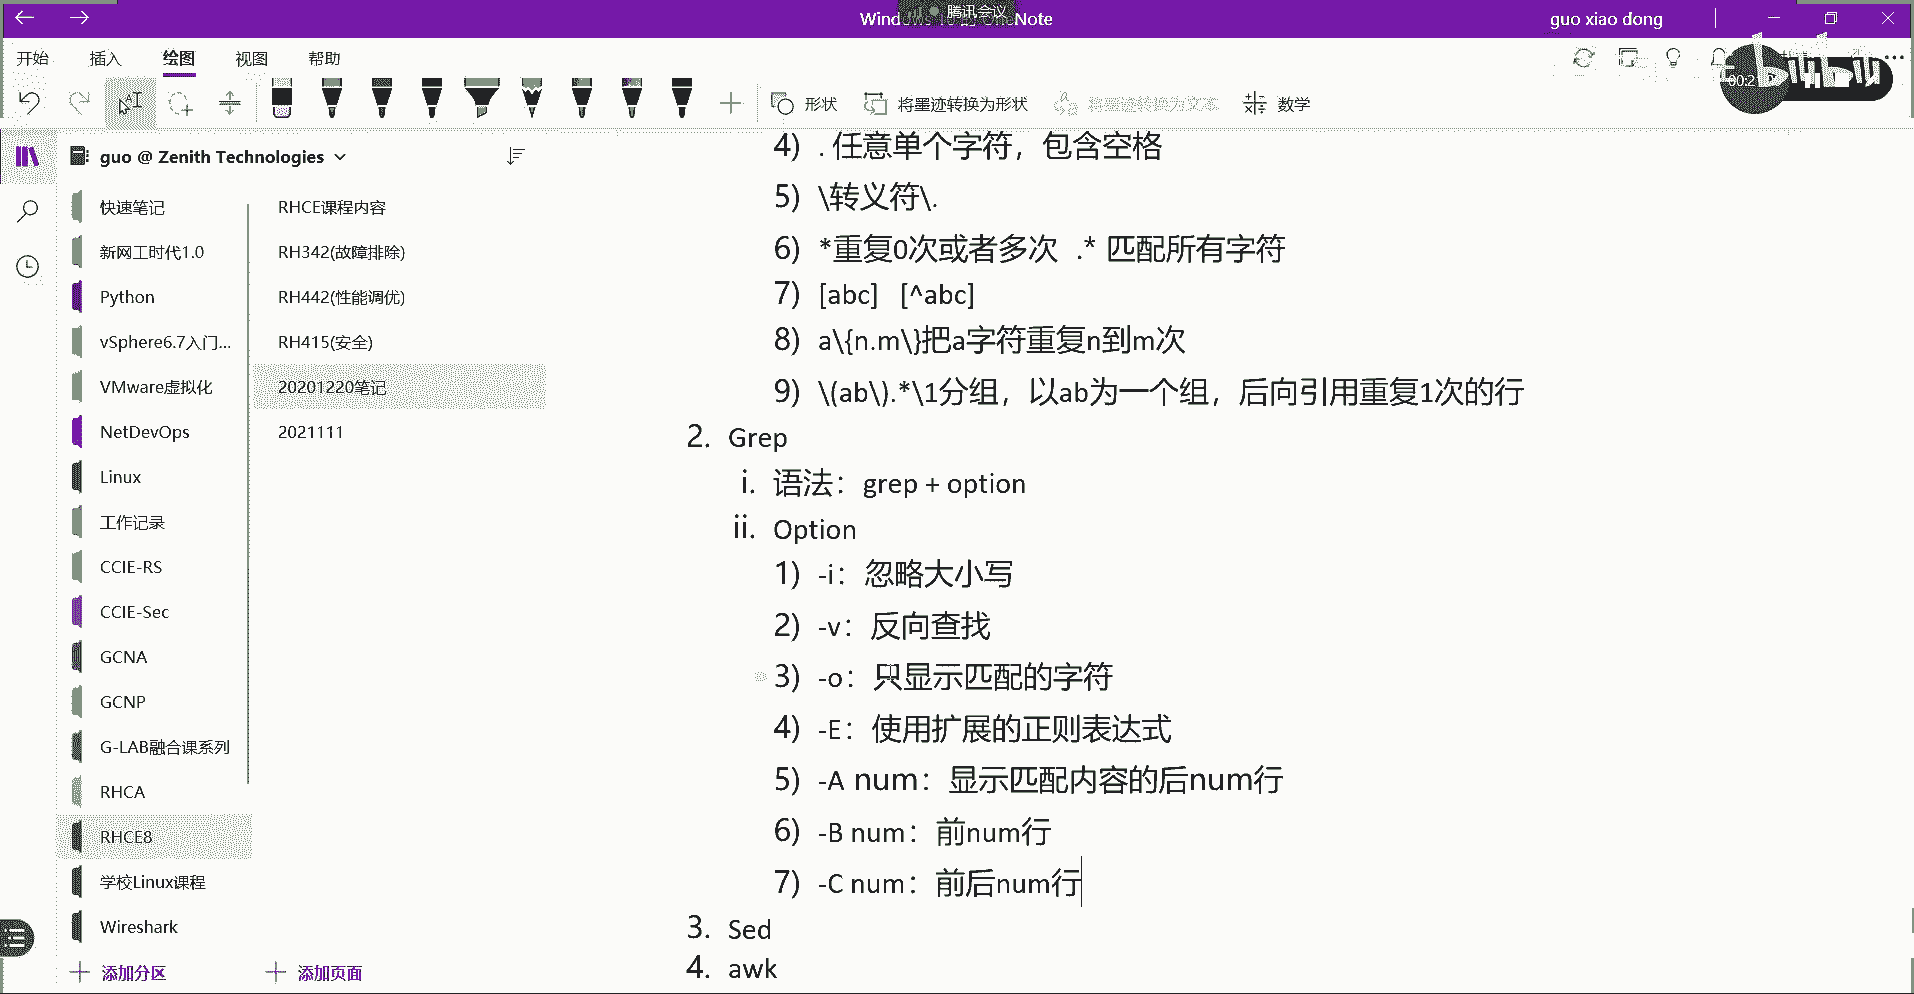 腾讯会议
guo xiao dong
开始 插入 绘图 视图 帮助
形状 将墨迹转换为形状 将墨迹转换为文本 数学
guo @ Zenith Technologies
快速笔记
新网工时代1.0
Python
vSphere6.7入门...
VMware虚拟化
NetDevOps
Linux
工作记录
CCIE-RS
CCIE-Sec
GCNA
GCNP
G-LAB融合课系列
RHCA
RHCE8
学校Linux课程
Wireshark
添加分区
RHCE课程内容
RH342(故障排除)
RH442(性能调优)
RH415(安全)
20201220笔记
2021111
添加页面
4) . 任意单个字符，包含空格
5) \转义符\.
6) *重复0次或者多次 .* 匹配所有字符
7) [abc] [^abc]
8) a\{n.m\}把a字符重复n到m次
9) \(ab\).*\1分组，以ab为一个组，后向引用重复1次的行
2. Grep
i. 语法：grep + option
ii. Option
1) -i：忽略大小写
2) -v：反向查找
3) -o：只显示匹配的字符
4) -E：使用扩展的正则表达式
5) -A num：显示匹配内容的后num行
6) -B num：前num行
7) -C num：前后num行
3. Sed
4. awk